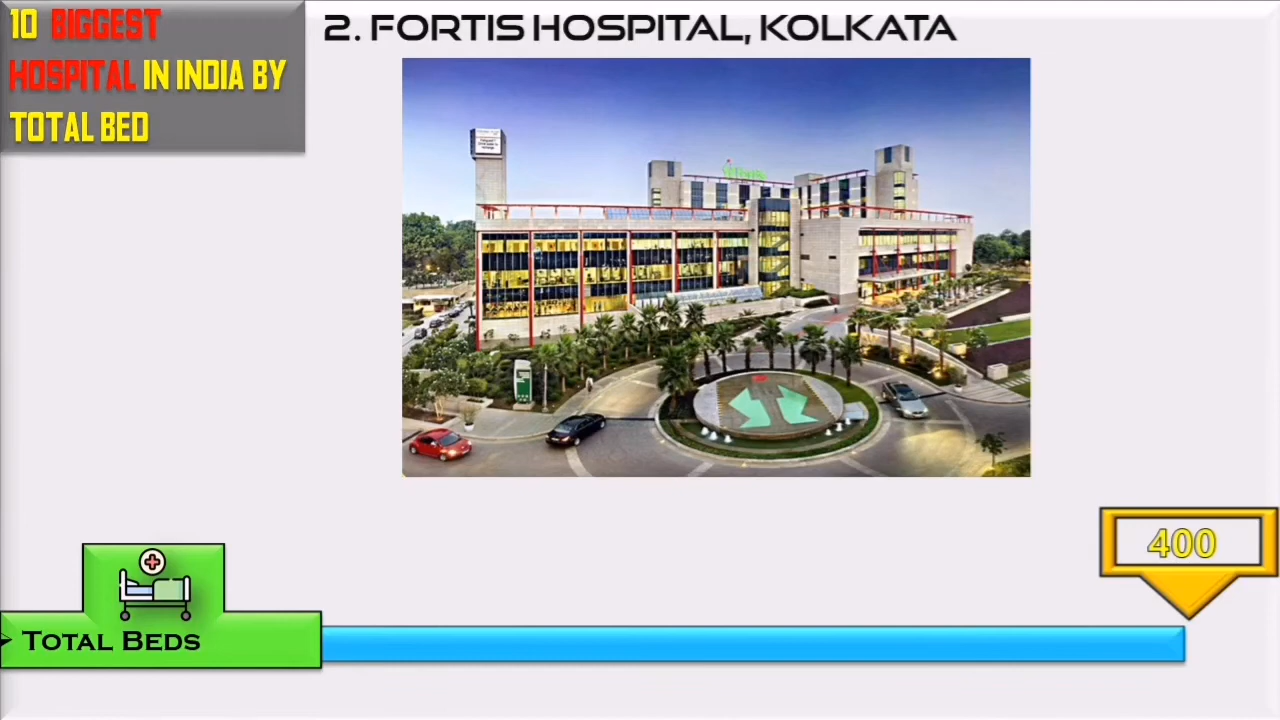 10 BIGGEST
HOSPITAL IN INDIA BY
TOTAL BED
2. FORTIS HOSPITAL, KOLKATA
400
TOTAL BEDS